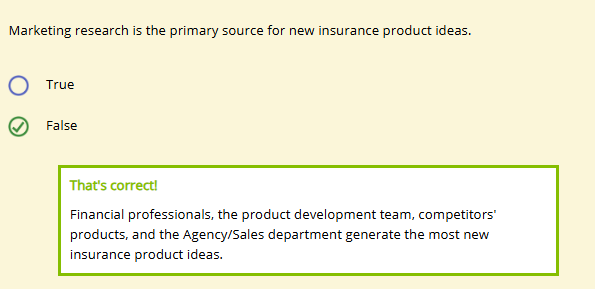 Marketing research is the primary source for new insurance product ideas.
True
False
That's correct!
Financial professionals, the product development team, competitors'
products, and the Agency/Sales department generate the most new
insurance product ideas.